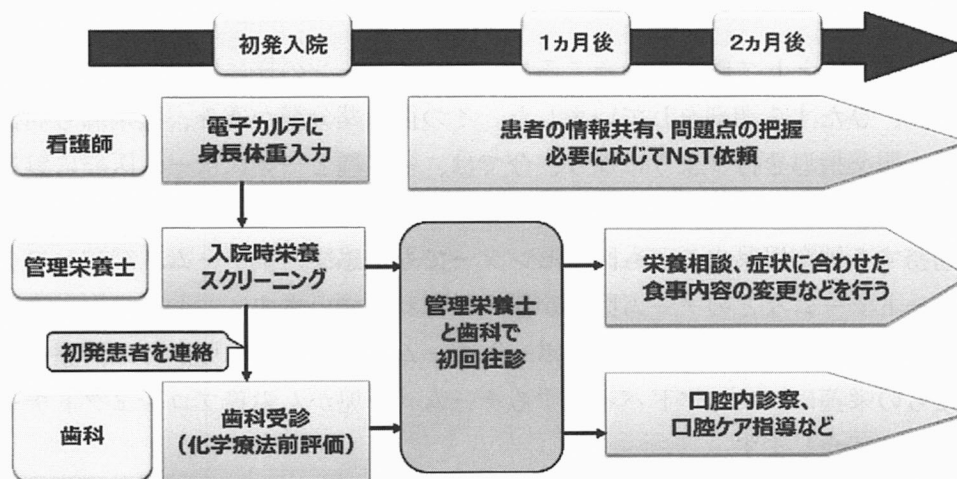 初発入院
1ヵ月後
2ヵ月後
看護師
電子カルテに
身長体重入力
患者の情報共有、問題点の把握
必要に応じてNST依頼
管理栄養士
入院時栄養
スクリーニング
管理栄養士
と歯科で
初回往診
栄養相談、症状に合わせた
食事内容の変更などを行う
初発患者を連絡
歯科
歯科受診
（化学療法前評価）
口腔内診察、
口腔ケア指導など